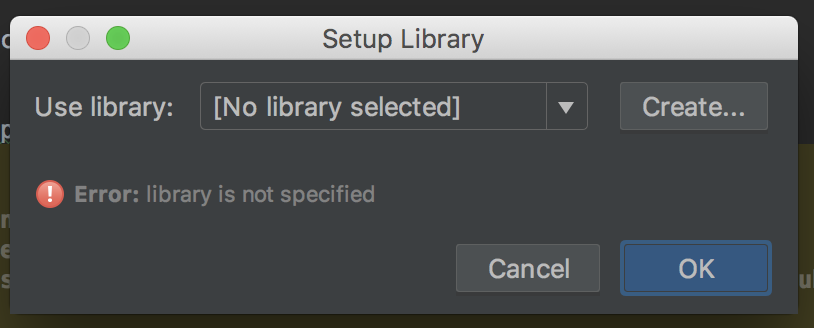 Setup Library
Use library: [No library selected] Create...
Error: library is not specified
Cancel OK